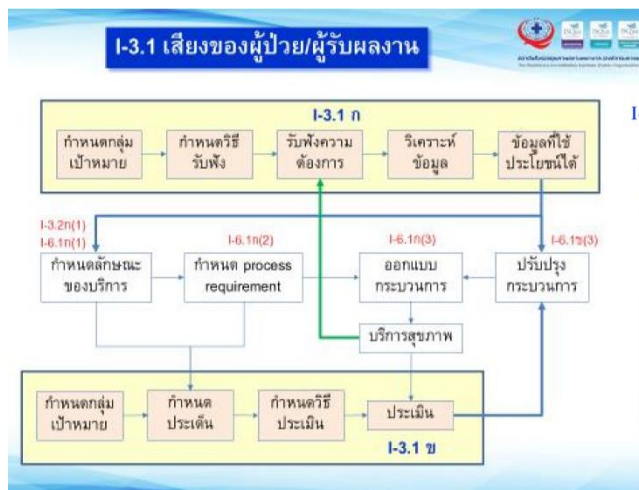 I-3.1 เสียงของผู้ป่วย/ผู้รับผลงาน
I-3.1 ก
กำหนดกลุ่ม
เป้าหมาย
กำหนดวิธี
รับฟัง
รับฟังความ
ต้องการ
วิเคราะห์
ข้อมูล
ข้อมูลที่ใช้
ประโยชน์ได้
I-
I-3.2ก(1)
I-6.1ก(1)
I-6.1ก(2)
I-6.1ก(3)
I-6.1ข(3)
กำหนดลักษณะ
ของบริการ
กำหนด process
requirement
ออกแบบ
กระบวนการ
ปรับปรุง
กระบวนการ
บริการสุขภาพ
กำหนดกลุ่ม
เป้าหมาย
กำหนด
ประเด็น
กำหนดวิธี
ประเมิน
ประเมิน
I-3.1 ข